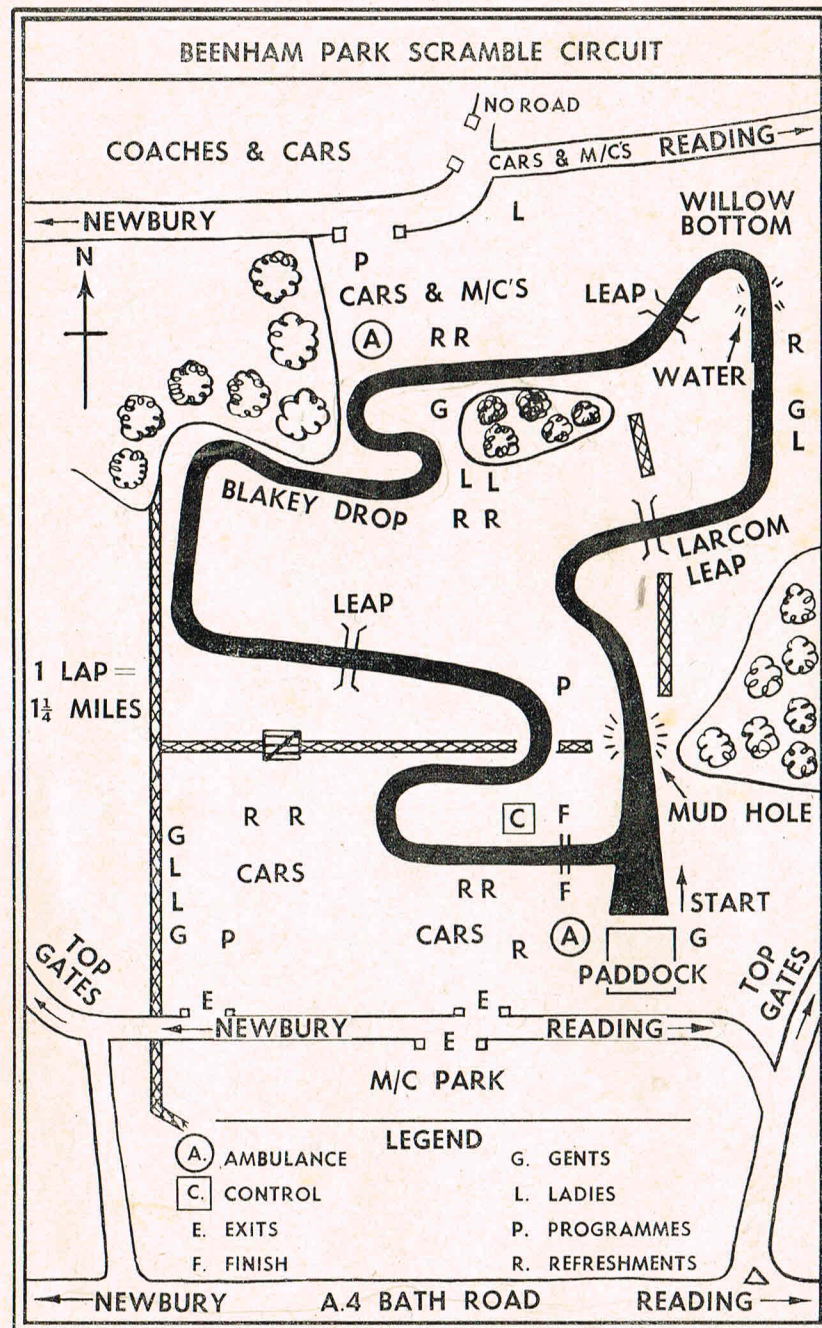 BEENHAM PARK SCRAMBLE CIRCUIT
NO ROAD
COACHES & CARS
CARS & M/C'S READING
NEWBURY
L
WILLOW
BOTTOM
N
P
CARS & M/C'S
LEAP
A
R R
WATER
R
G
G
L
L L
BLAKEY DROP
R R
LARCOM
LEAP
LEAP
P
1 LAP =
1¼ MILES
MUD HOLE
R R
C
F
G
L
L
G
CARS
R R
F
START
P
CARS
R
A
G
PADDOCK
TOP
GATES
TOP
GATES
E
E
NEWBURY
READING
E
M/C PARK
LEGEND
A. AMBULANCE
G. GENTS
C. CONTROL
L. LADIES
E. EXITS
P. PROGRAMMES
F. FINISH
R. REFRESHMENTS
NEWBURY A.4 BATH ROAD READING